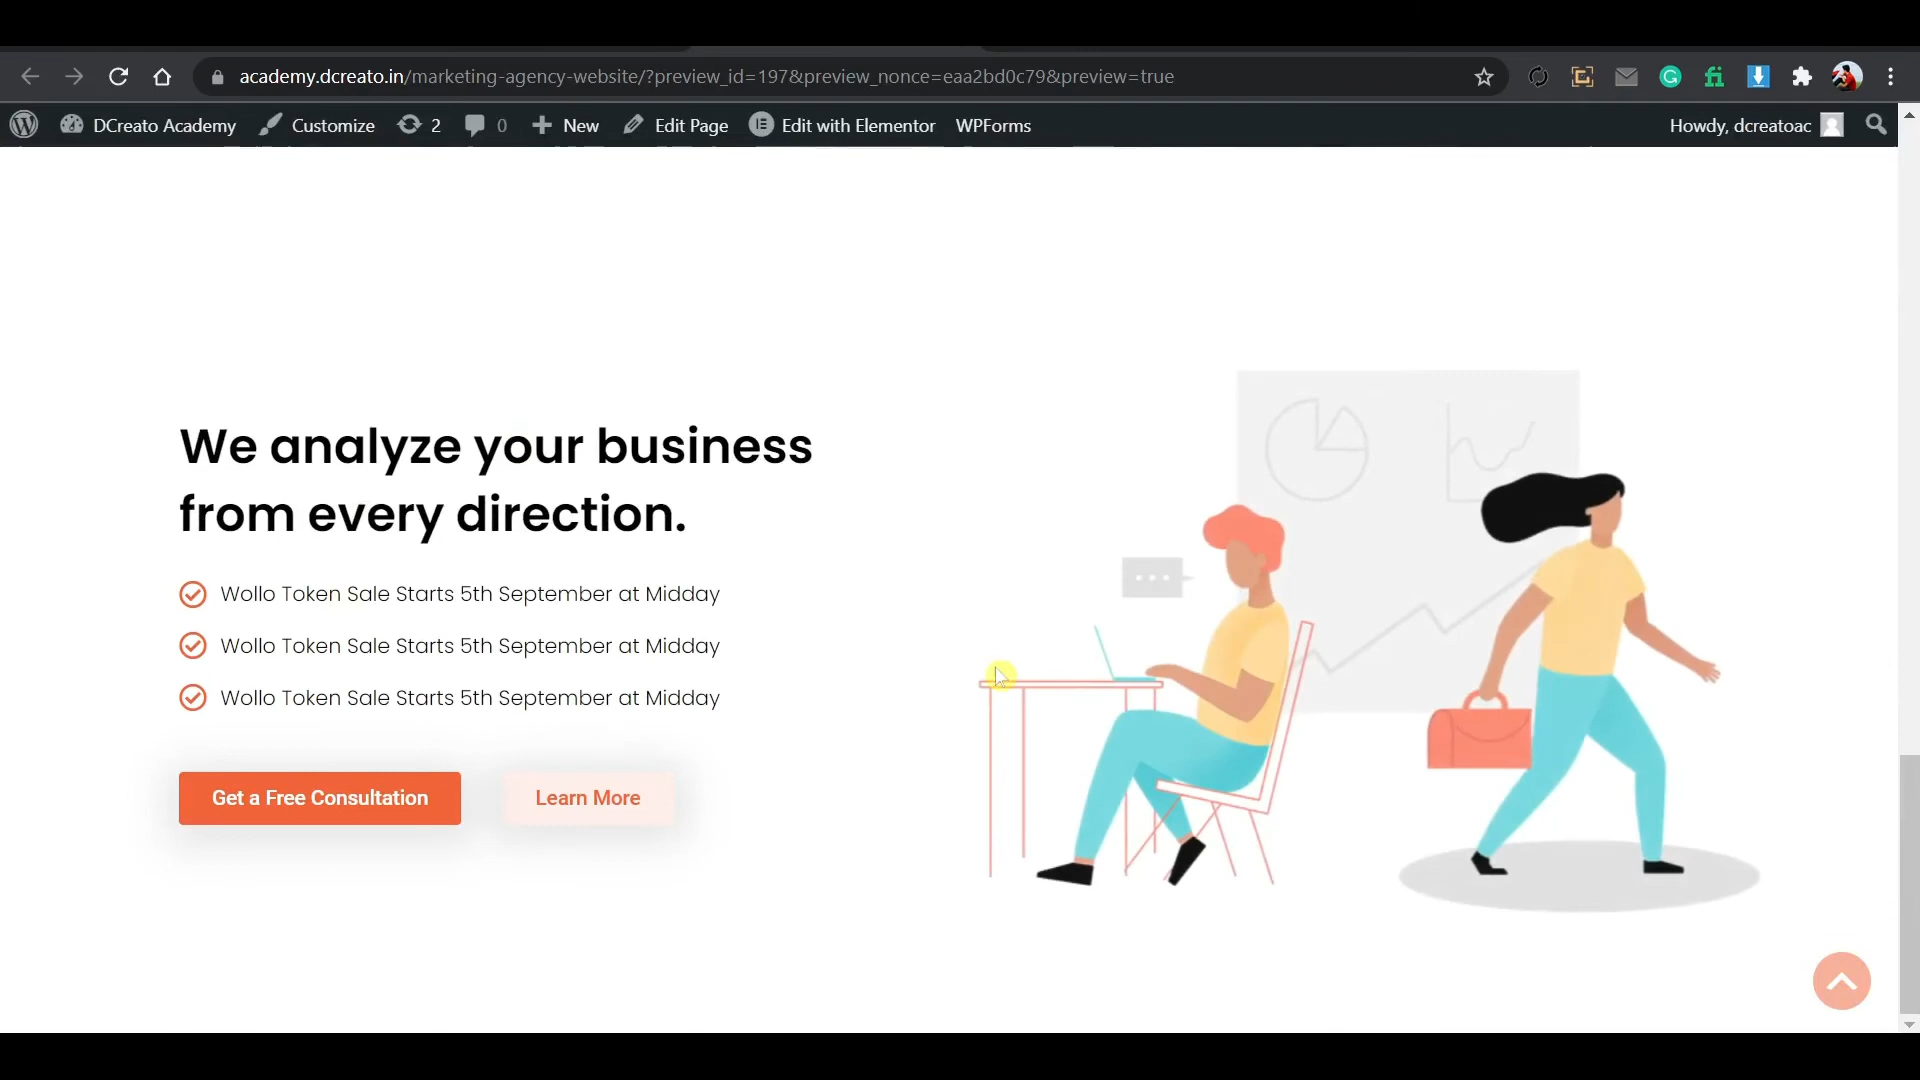 academy.dcreato.in/marketing-agency-website/?preview_id=197&preview_nonce=eaa2bd0c79&preview=true
DCreato Academy Customize 2 0 New Edit Page Edit with Elementor WPForms Howdy, dcreatoac
We analyze your business
from every direction.
Wollo Token Sale Starts 5th September at Midday
Wollo Token Sale Starts 5th September at Midday
Wollo Token Sale Starts 5th September at Midday
Get a Free Consultation Learn More